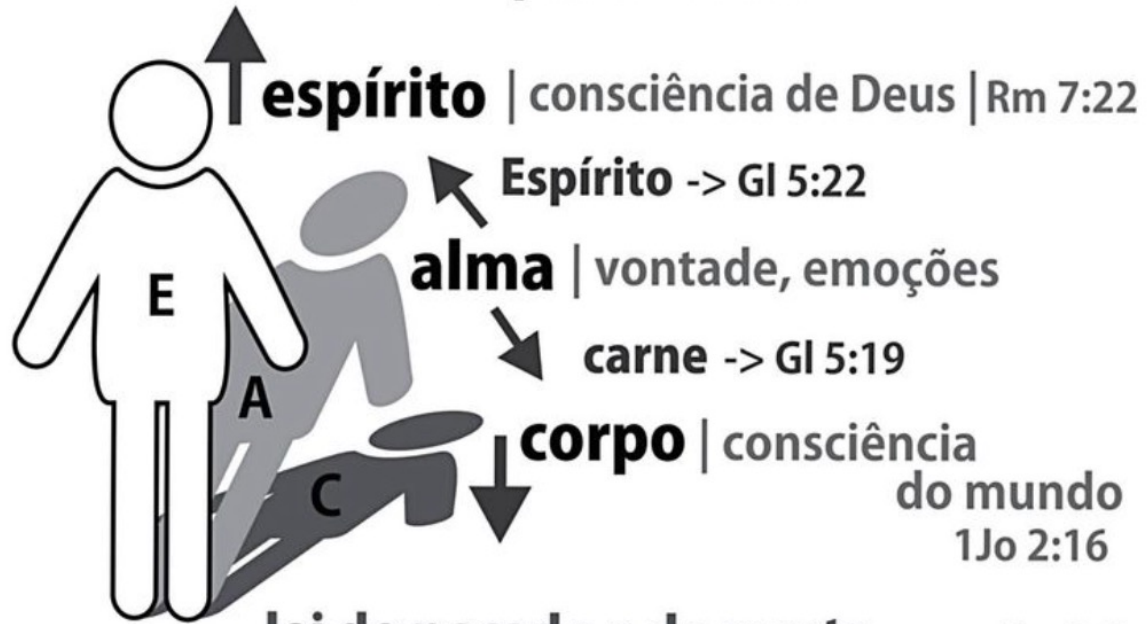 espírito | consciência de Deus | Rm 7:22
Espírito -> Gl 5:22
alma | vontade, emoções
E
carne -> Gl 5:19
A
corpo | consciência
do mundo
C
1Jo 2:16